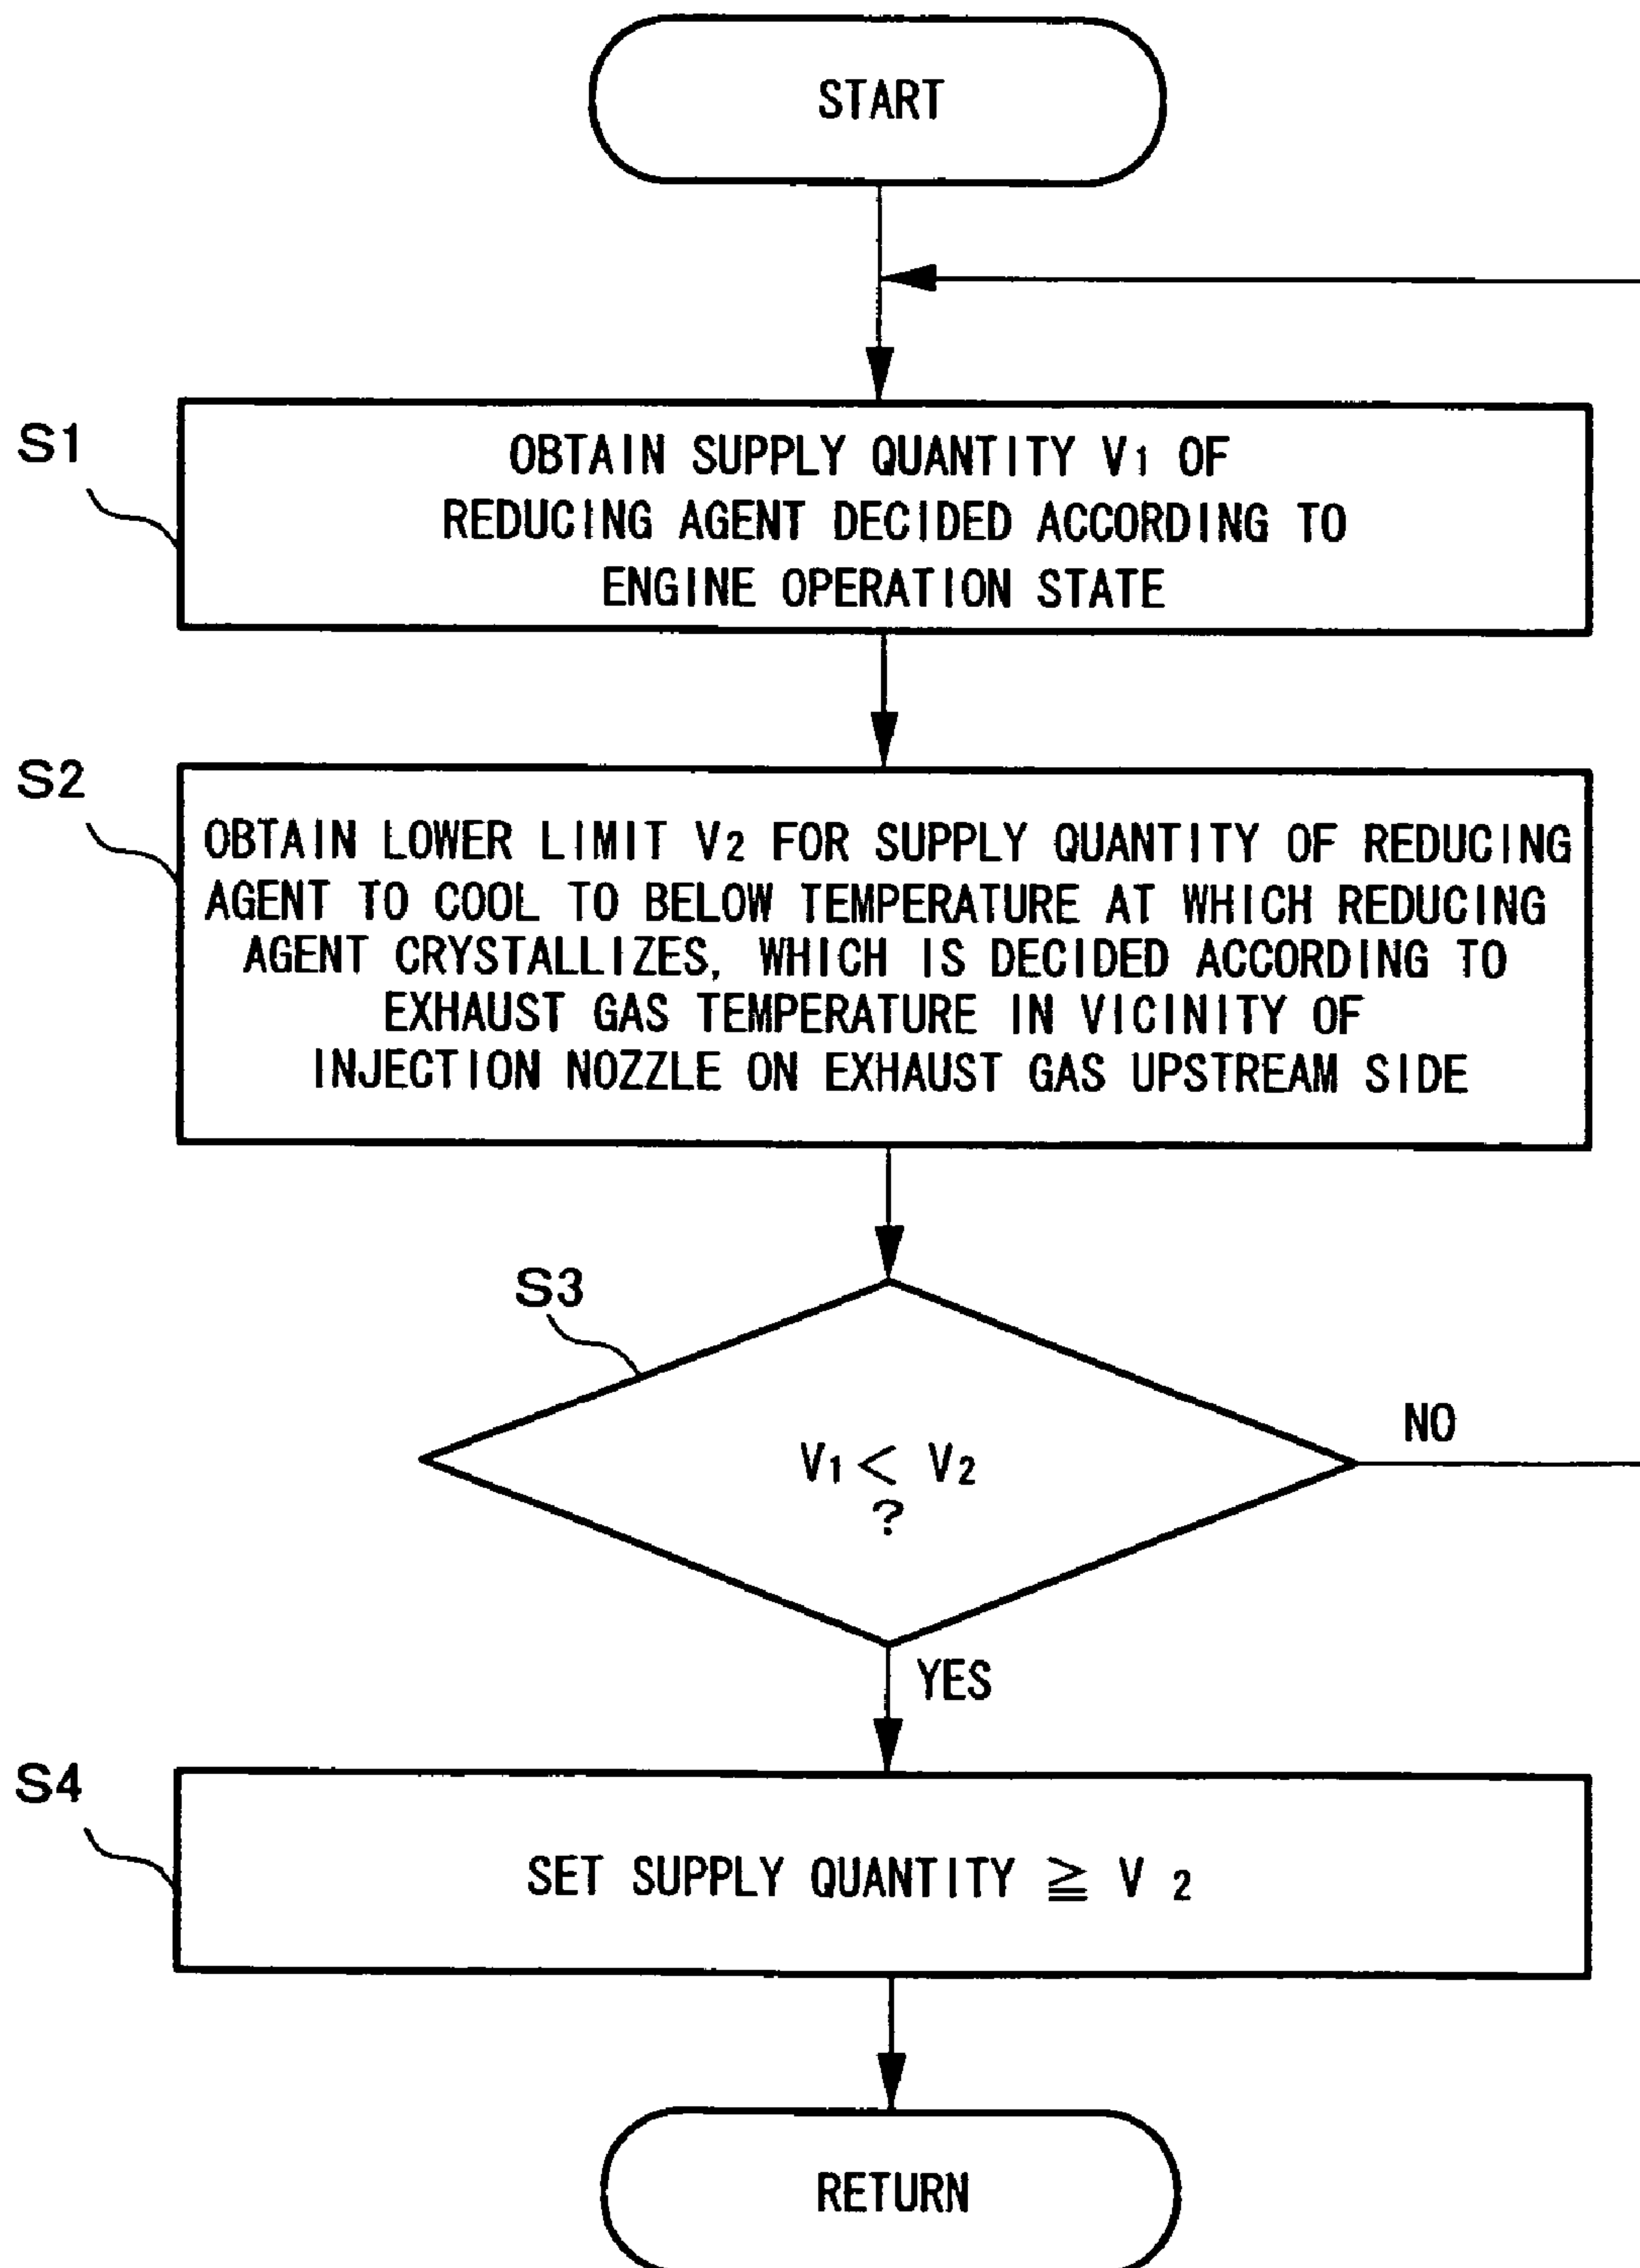 START
S1
OBTAIN SUPPLY QUANTITY V1 OF
REDUCING AGENT DECIDED ACCORDING TO
ENGINE OPERATION STATE
S2
OBTAIN LOWER LIMIT V2 FOR SUPPLY QUANTITY OF REDUCING
AGENT TO COOL TO BELOW TEMPERATURE AT WHICH REDUCING
AGENT CRYSTALLIZES, WHICH IS DECIDED ACCORDING TO
EXHAUST GAS TEMPERATURE IN VICINITY OF
INJECTION NOZZLE ON EXHAUST GAS UPSTREAM SIDE
S3
V1 < V2
?
NO
YES
S4
SET SUPPLY QUANTITY ≧ V 2
RETURN